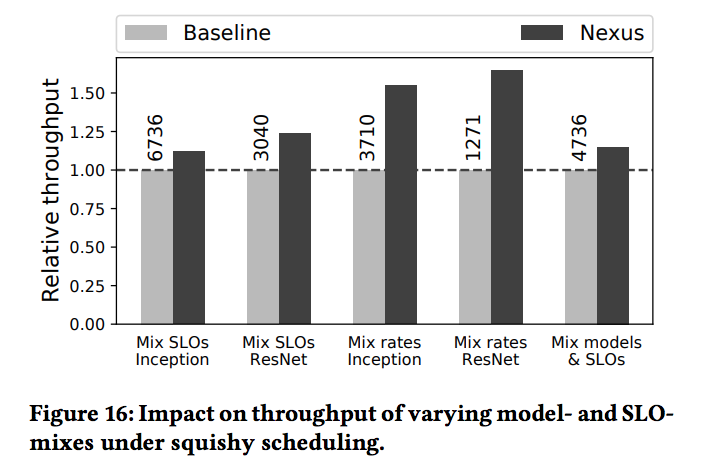 Baseline
Nexus
Relative throughput
1.50
1.25
1.00
0.75
0.50
0.25
0.00
6736
3040
3710
1271
4736
Mix SLOs
Inception
Mix SLOs
ResNet
Mix rates
Inception
Mix rates
ResNet
Mix models
& SLOs
Figure 16: Impact on throughput of varying model- and SLO-
mixes under squishy scheduling.